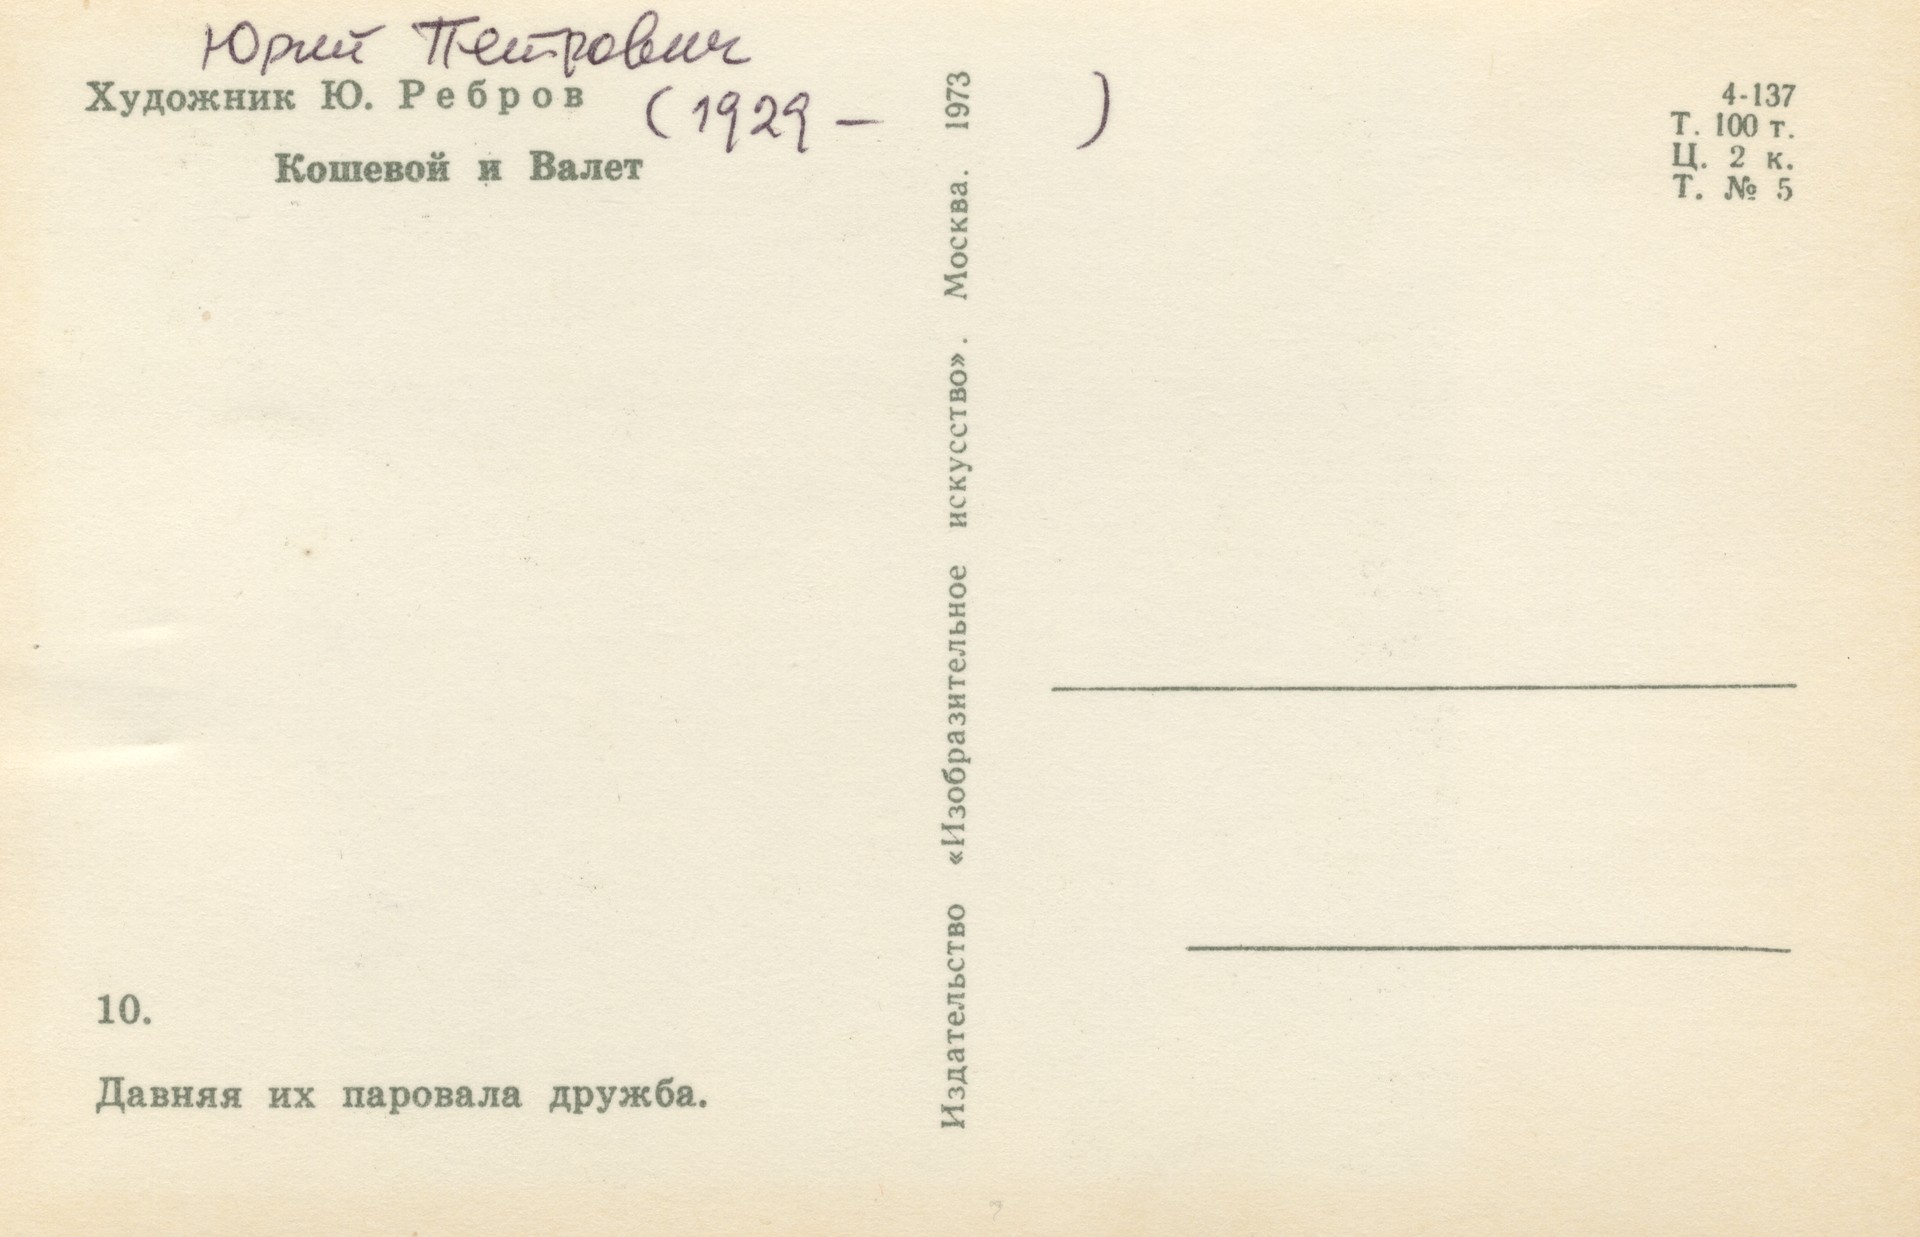 Юрий Петрович
Художник Ю. Ребров
(1929 – )
Кошевой и Валет
10.
Давняя их паровала дружба.
Издательство «Изобразительное искусство». Москва. 1973
4-137
Т. 100 т.
Ц. 2 к.
Т. № 5